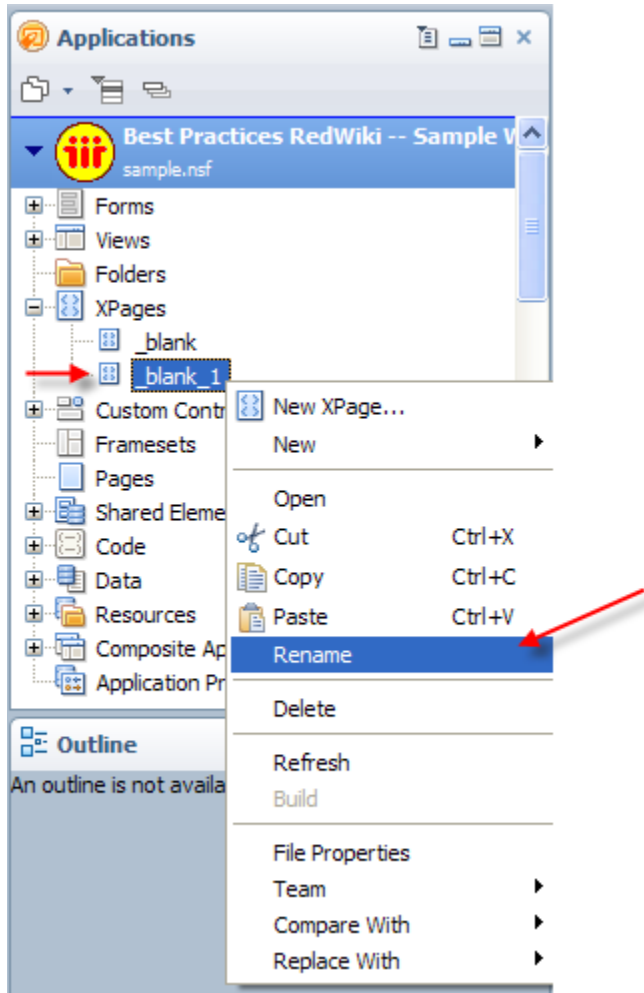 Applications
Best Practices RedWiki -- Sample W
sample.nsf
Forms
Views
Folders
XPages
_blank
_blank_1
Custom Contr
Framesets
Pages
Shared Eleme
Code
Data
Resources
Composite Ap
Application Pr
New XPage...
New
Open
Cut Ctrl+X
Copy Ctrl+C
Paste Ctrl+V
Rename
Delete
Refresh
Build
File Properties
Team
Compare With
Replace With
Outline
An outline is not availa